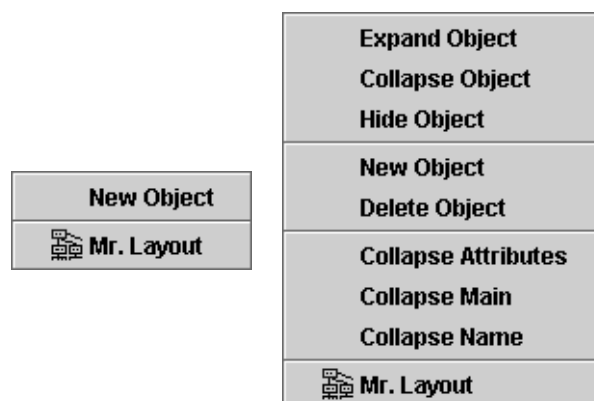 New Object
Mr. Layout
Expand Object
Collapse Object
Hide Object
New Object
Delete Object
Collapse Attributes
Collapse Main
Collapse Name
Mr. Layout